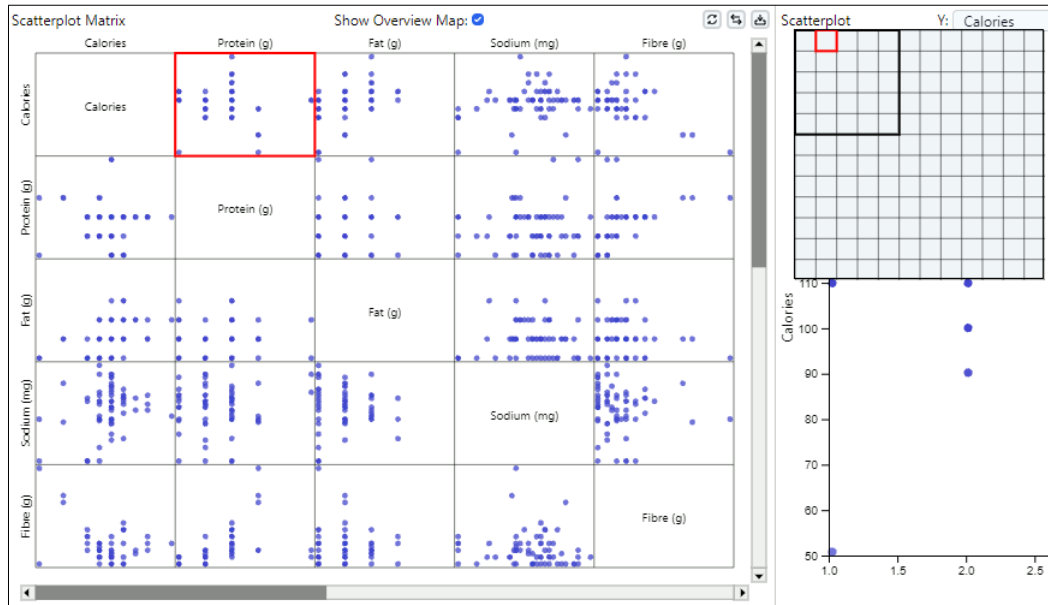 Scatterplot Matrix Show Overview Map: Scatterplot Y: Calories
Calories Protein (g) Fat (g) Sodium (mg) Fibre (g)
Calories
Calories
Protein (g)
Protein (g)
Fat (g)
Fat (g)
Sodium (mg)
Sodium (mg)
Fibre (g)
Fibre (g)
Calories
110
100
90
80
70
60
50
1.0 1.5 2.0 2.5